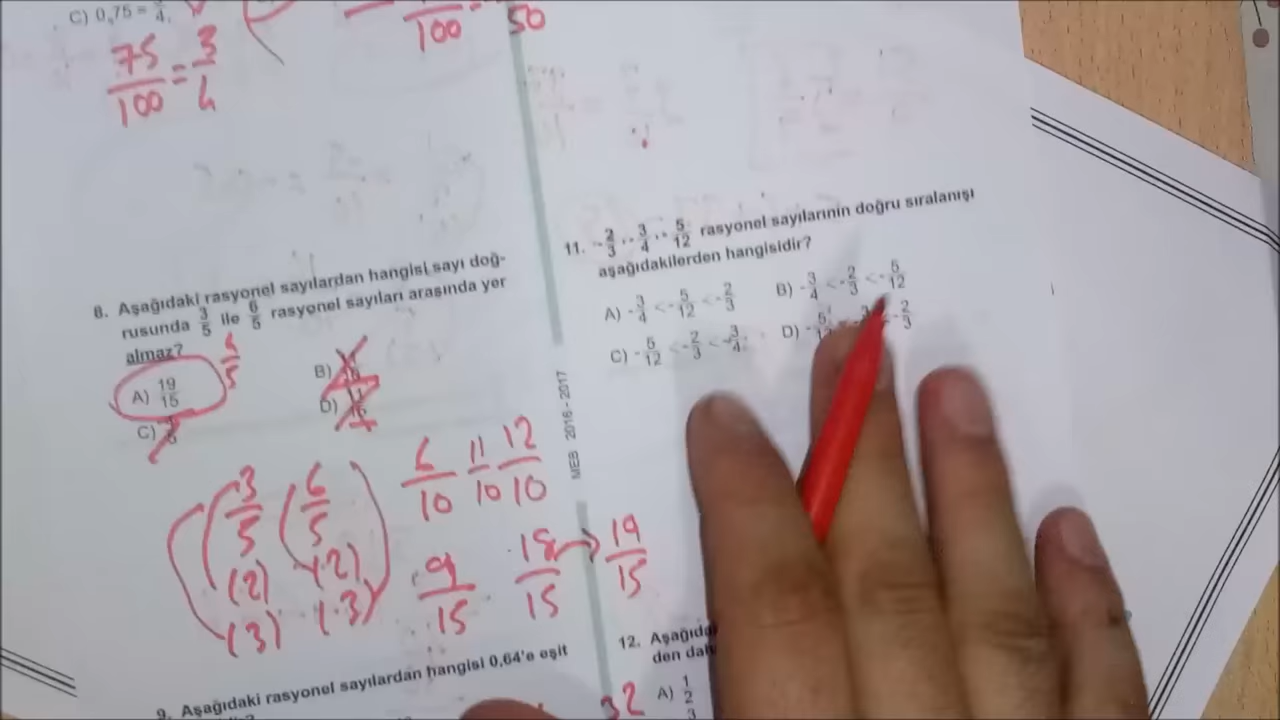 C) 0,75 = 3/4
75/100 = 3/4
100
50
8. Aşağıdaki rasyonel sayılardan hangisi sayı doğ-
rusunda 3/5 ile 6/5 rasyonel sayıları arasında yer
almaz?
A) 19/15
B)
C)
D)
3/5 6/5
(2) (2)
(3) (3)
6/10 11/10 12/10
9/15 18/15 19/15
9. Aşağıdaki rasyonel sayılardan hangisi 0,64'e eşit
MEB 2016 - 2017
11. -2/3, -3/4, -5/12 rasyonel sayılarının doğru sıralanışı
aşağıdakilerden hangisidir?
A) -3/4 < -5/12 < -2/3
B) -3/4 < -2/3 < -5/12
C) -5/12 < -2/3 < -3/4
D) -2/3
12.
den
A) 1/2
32